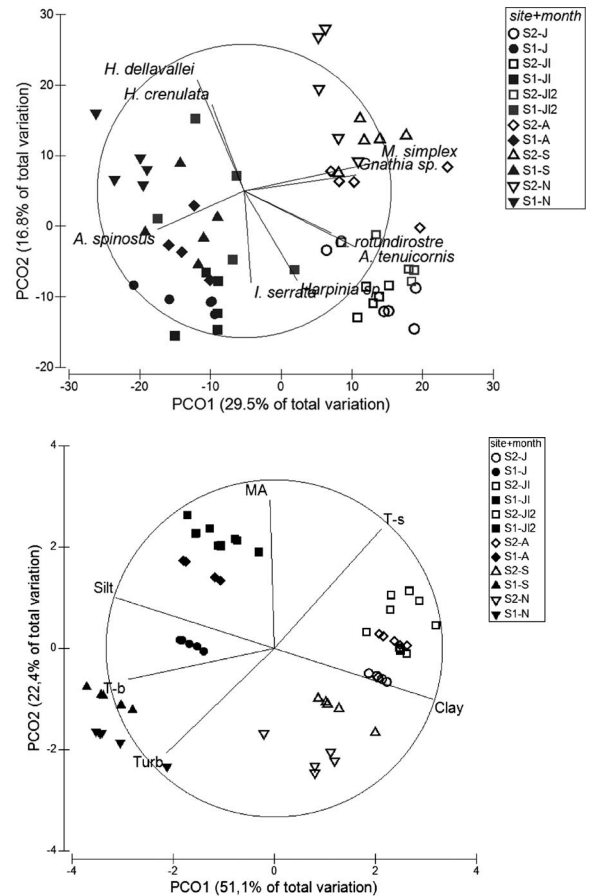 30
20
10
0
-10
-20
-30
-20
-10
0
10
20
30
PCO2 (16.8% of total variation)
PCO1 (29.5% of total variation)
H. dellavallei
H. crenulata
M. simplex
Gnathia sp.
A. spinosus
rotundirostre
A. tenuicornis
I. serrata
Harpinia sp.
site+month
S2-J
S1-J
S2-Jl
S1-Jl
S2-Jl2
S1-Jl2
S2-A
S1-A
S2-S
S1-S
S2-N
S1-N
4
2
0
-2
-4
-4
-2
0
2
4
PCO2 (22,4% of total variation)
PCO1 (51,1% of total variation)
MA
T-s
Silt
T-b
Clay
Turb
site+month
S2-J
S1-J
S2-Jl
S1-Jl
S2-Jl2
S1-Jl2
S2-A
S1-A
S2-S
S1-S
S2-N
S1-N